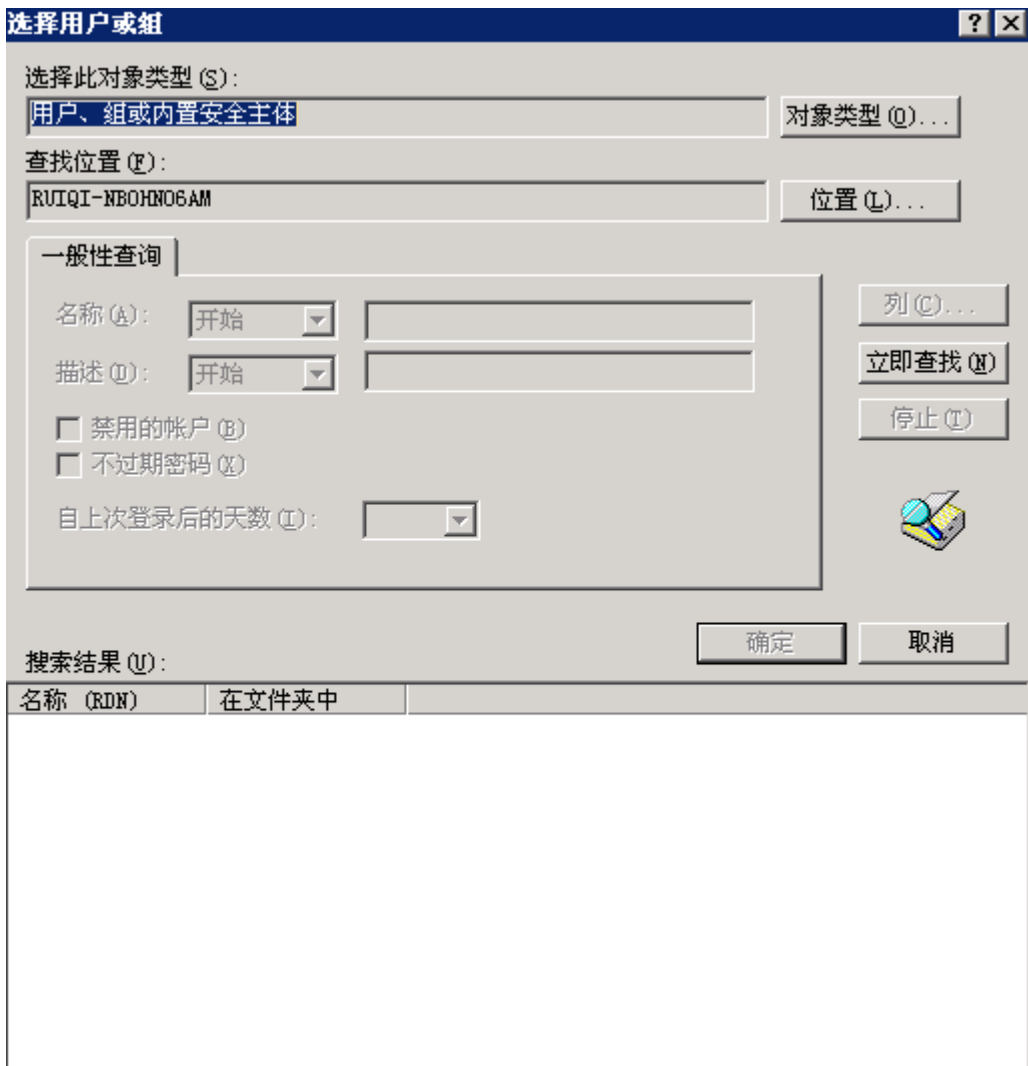 选择用户或组
选择此对象类型(S):
用户、组或内置安全主体
对象类型(O)...
查找位置(F):
RUIQI-NBOHNO6AM
位置(L)...
一般性查询
名称(A): 开始
列(C)...
描述(D): 开始
立即查找(N)
禁用的帐户(B)
停止(T)
不过期密码(X)
自上次登录后的天数(I):
确定 取消
搜索结果(U):
名称 (RDN) 在文件夹中